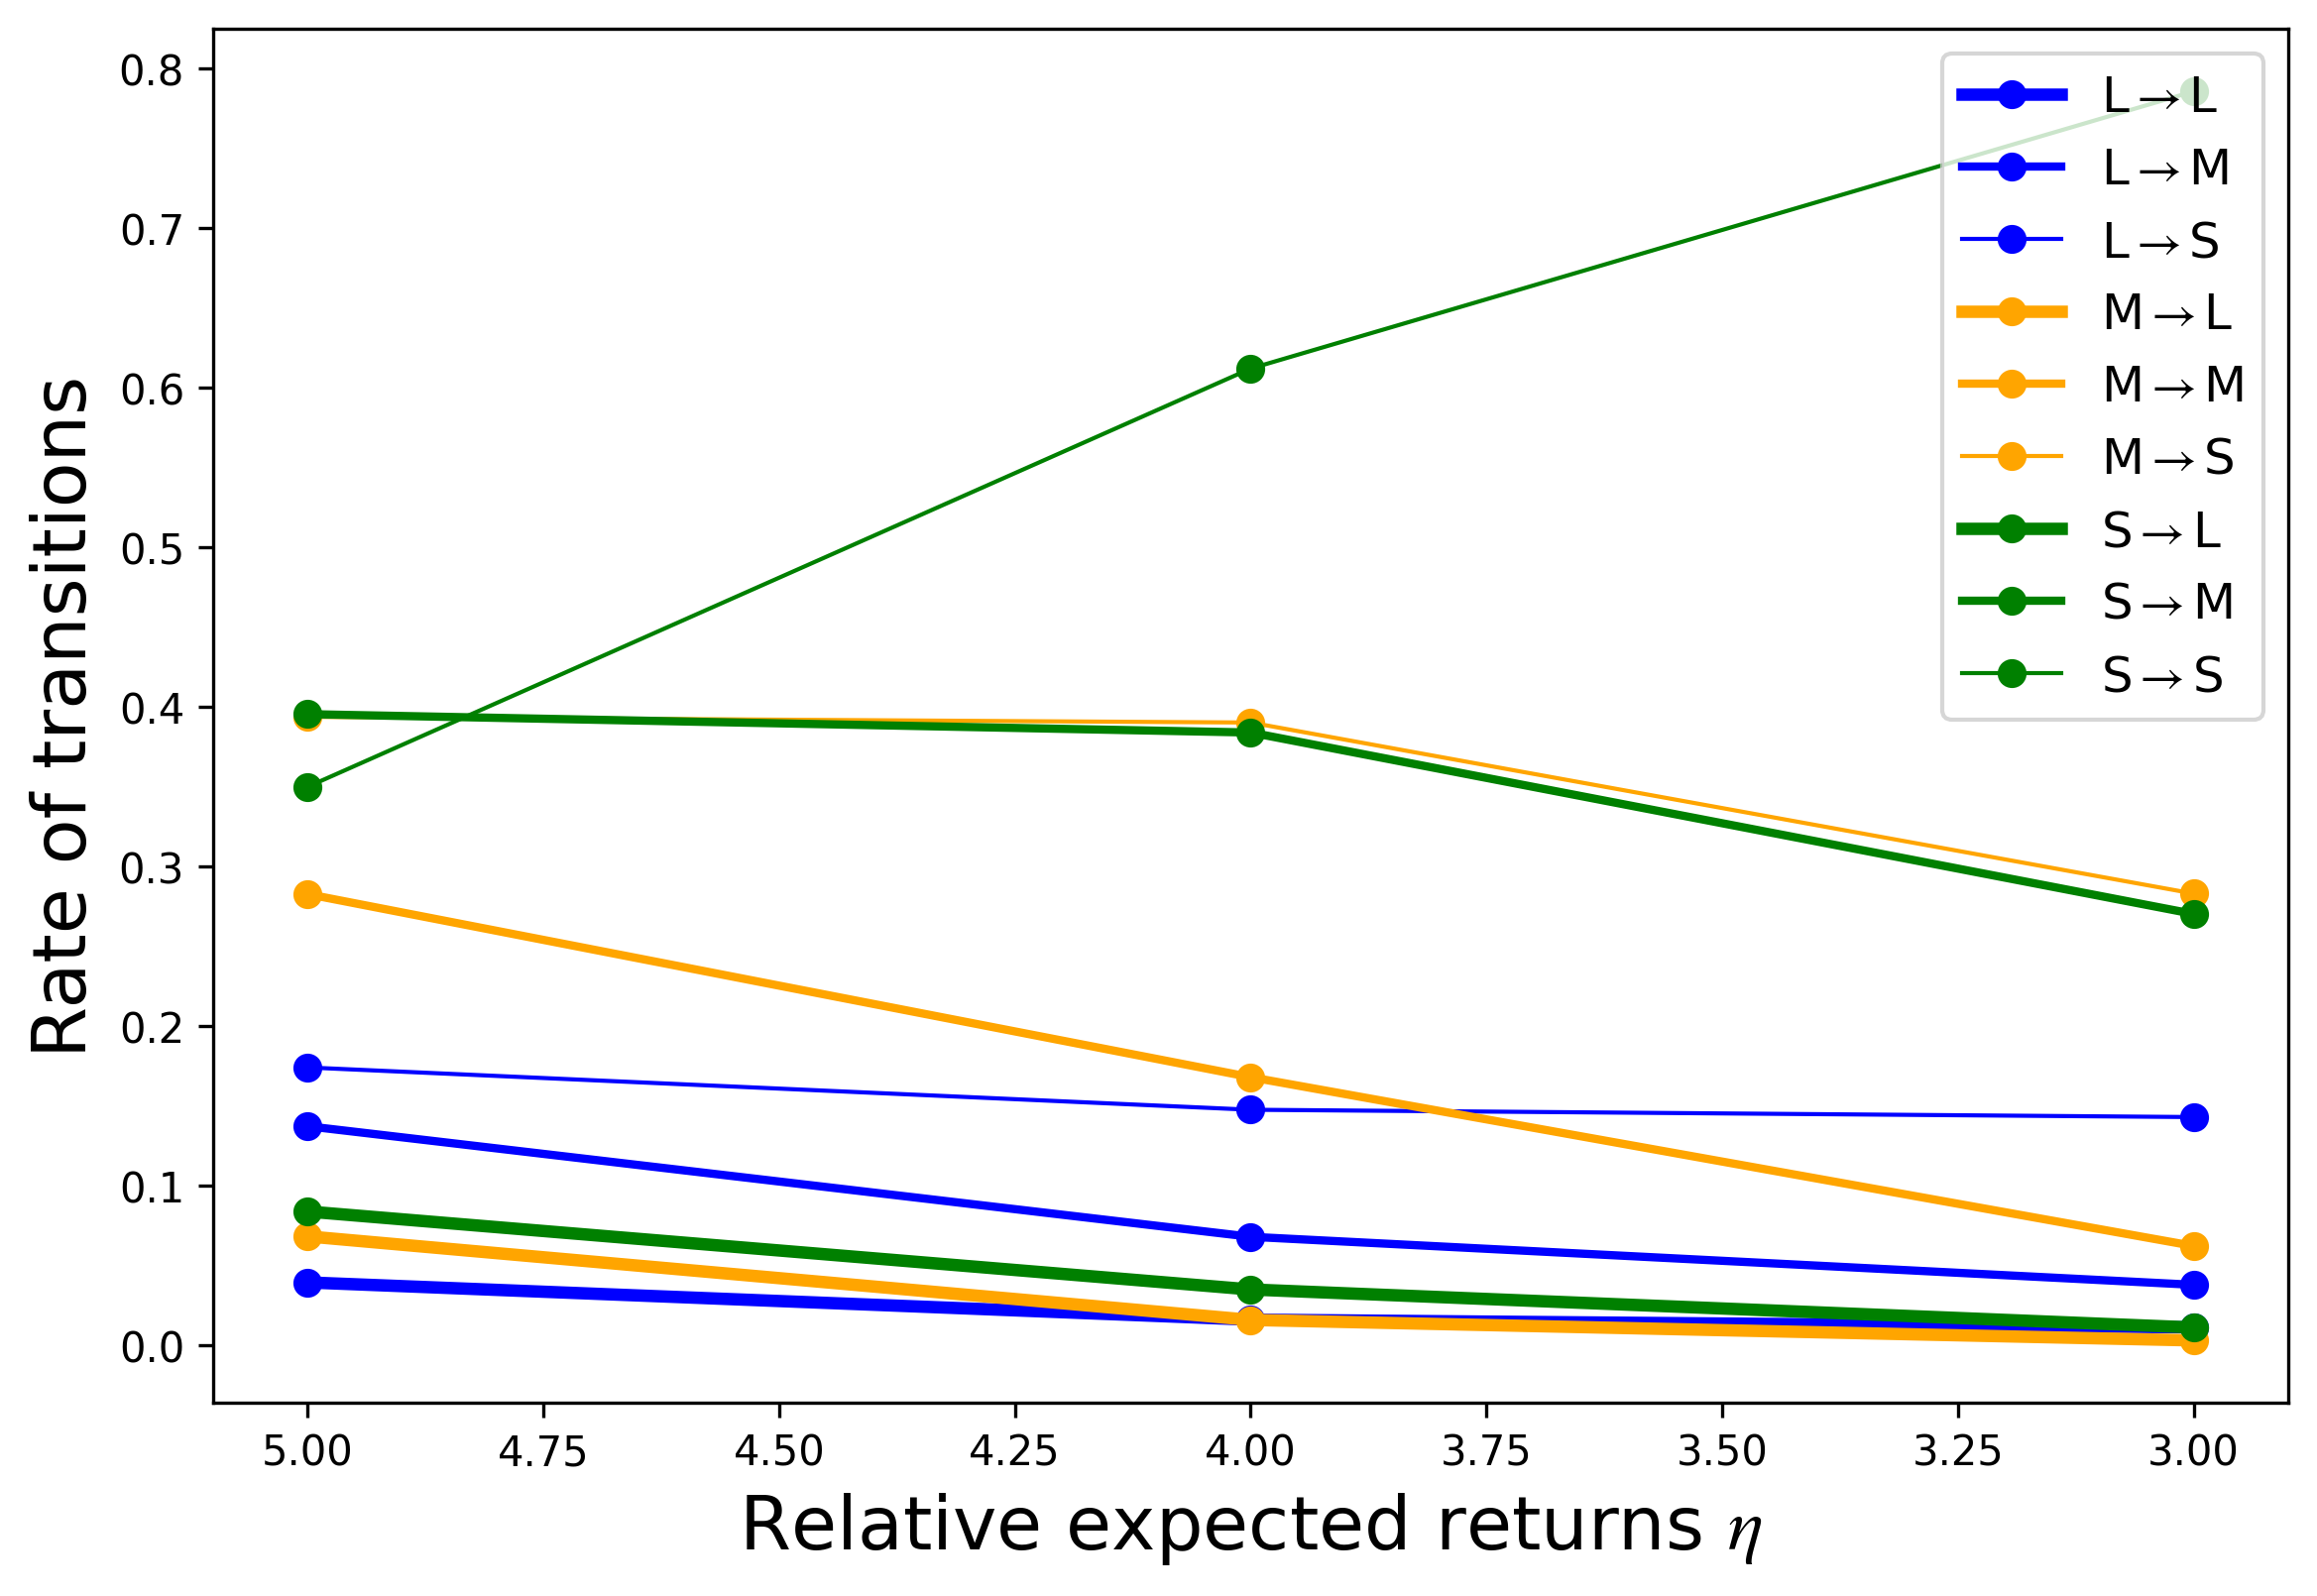 0.8
0.7
0.6
0.5
0.4
0.3
0.2
0.1
0.0
Rate of transitions
5.00 4.75 4.50 4.25 4.00 3.75 3.50 3.25 3.00
Relative expected returns η
L→L
L→M
L→S
M→L
M→M
M→S
S→L
S→M
S→S